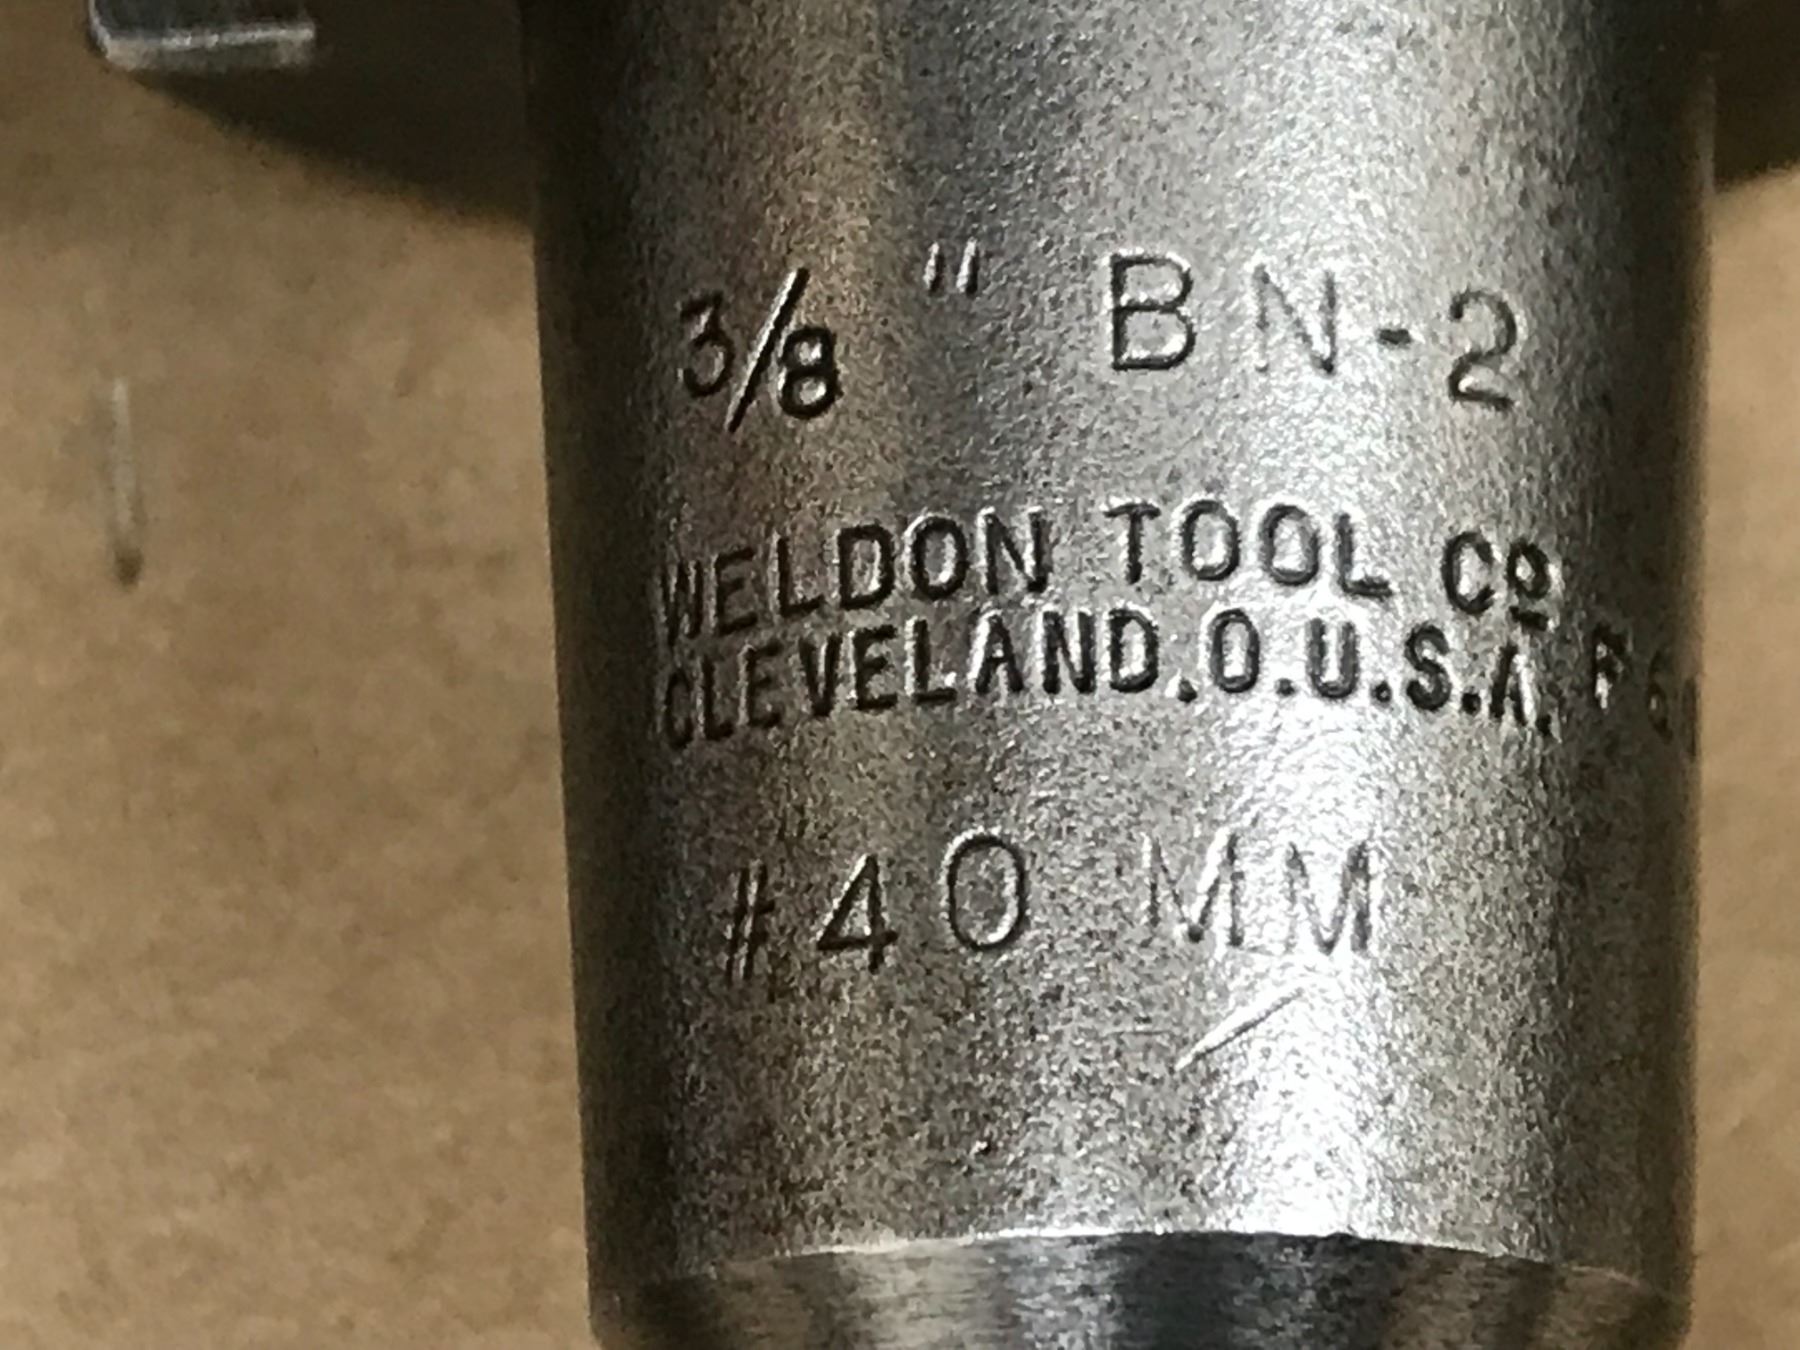 3/8 " BN-2
WELDON TOOL Cº
CLEVELAND.O.U.S.A. F
#40 MM